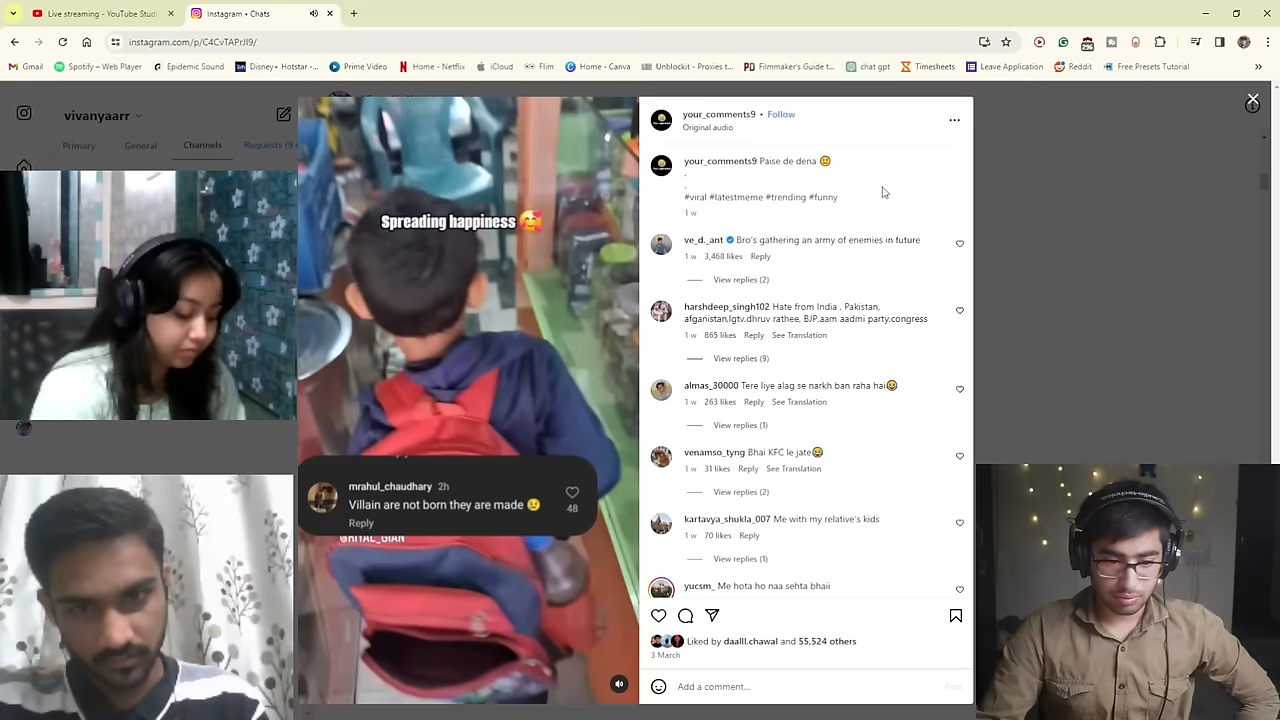 Live streaming - YouTube Studi
Instagram • Chats
instagram.com/p/C4CvTAPrJI9/
Gmail
Spotify – Web Player
Epidemic Sound
Disney+ Hotstar -...
Prime Video
Home - Netflix
iCloud
Flim
Home - Canva
Unblockit - Proxies t...
Filmmaker's Guide t...
chat gpt
Timesheets
Leave Application
Reddit
Free Presets Tutorial
vivanyaarr
Primary
General
Channels
Requests (9
Spreading happiness 🥰
mrahul_chaudhary 2h
Villain are not born they are made 😢
48
Reply
your_comments9 • Follow
Original audio
your_comments9 Paise de dena 😊
.
.
#viral #latestmeme #trending #funny
1 w
ve_d._ant Bro's gathering an army of enemies in future
1 w 3,468 likes Reply
View replies (2)
harshdeep_singh102 Hate from India , Pakistan,
afganistan,lgtv,dhruv rathee, BJP,aam aadmi party,congress
1 w 865 likes Reply See Translation
View replies (9)
almas_30000 Tere liye alag se narkh ban raha hai😂
1 w 263 likes Reply See Translation
View replies (1)
venamso_tyng Bhai KFC le jate😂
1 w 31 likes Reply See Translation
View replies (2)
kartavya_shukla_007 Me with my relative's kids
1 w 70 likes Reply
View replies (1)
yucsm_ Me hota ho naa sehta bhaii
Liked by daalll.chawal and 55,524 others
3 March
Add a comment...
Post